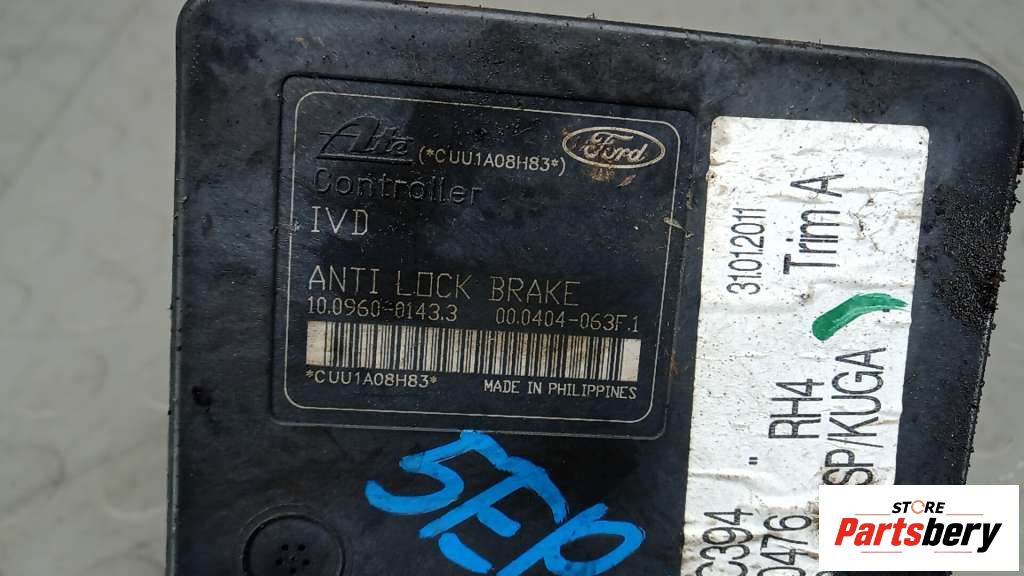 Ate (*CUU1A08H83*) Ford
Controller
IVD
ANTI LOCK BRAKE
10.0960-0143.3 00.0404-063F.1
*CUU1A08H83* MADE IN PHILIPPINES
31.01.2011
Trim A
" RH4
SP/KUGA
C394
0476
5EP
STORE
Partsbery